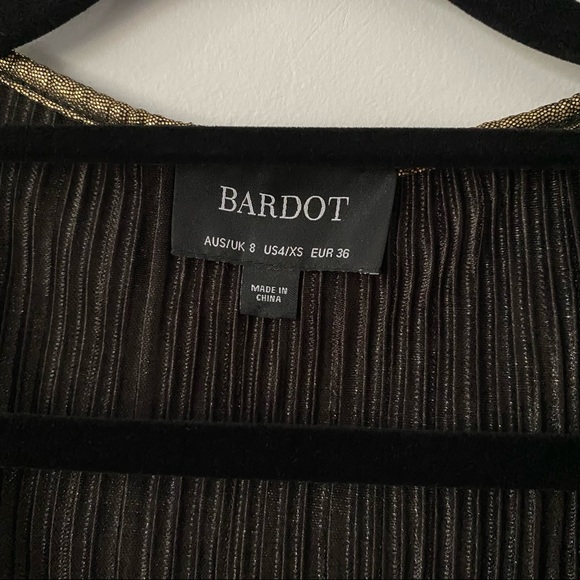 BARDOT
AUS/UK 8 US4/XS EUR 36
MADE IN
CHINA